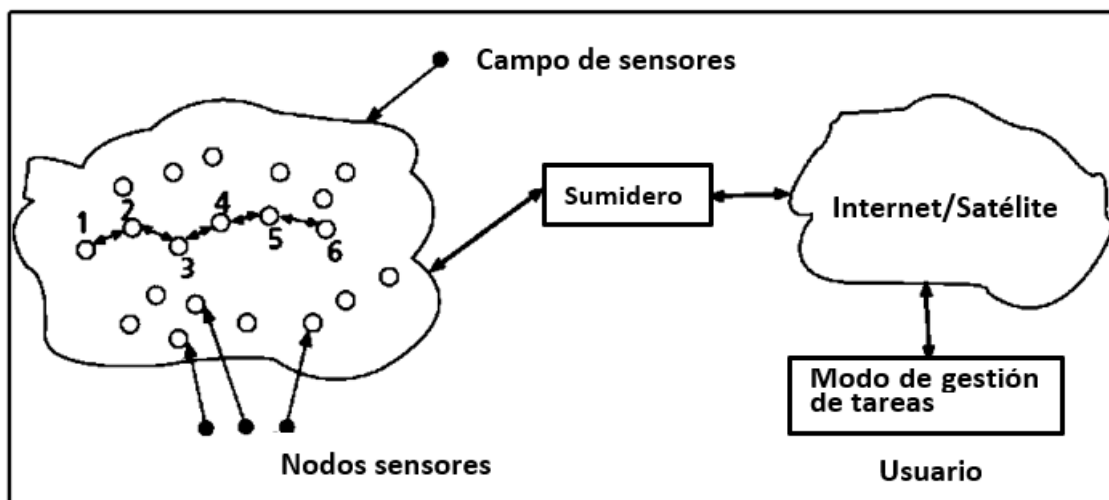 Campo de sensores
1
2
3
4
5
6
Sumidero
Internet/Satélite
Modo de gestión
de tareas
Nodos sensores
Usuario